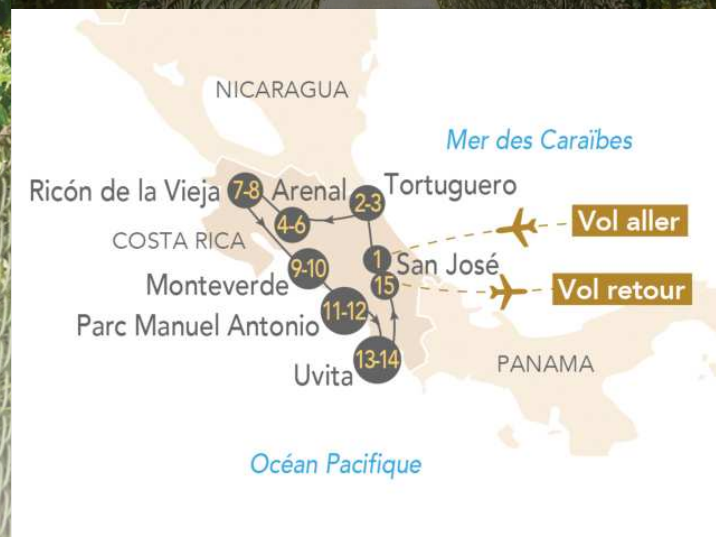 NICARAGUA
Mer des Caraïbes
Ricón de la Vieja 7-8 Arenal 2-3 Tortuguero
4-6
Vol aller
COSTA RICA
1 San José
9-10
Monteverde
15
Vol retour
11-12
Parc Manuel Antonio
13-14
Uvita
PANAMA
Océan Pacifique